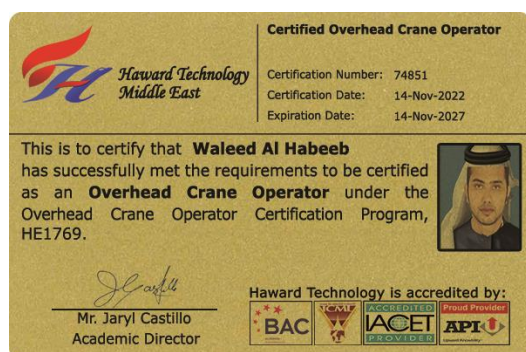 Haward Technology
Middle East
Certified Overhead Crane Operator
Certification Number: 74851
Certification Date: 14-Nov-2022
Expiration Date: 14-Nov-2027
This is to certify that Waleed Al Habeeb
has successfully met the requirements to be certified
as an Overhead Crane Operator under the
Overhead Crane Operator Certification Program,
HE1769.
Mr. Jaryl Castillo
Academic Director
Haward Technology is accredited by:
BAC
TCMI
ACCREDITED
IACET
PROVIDER
Proud Provider
API